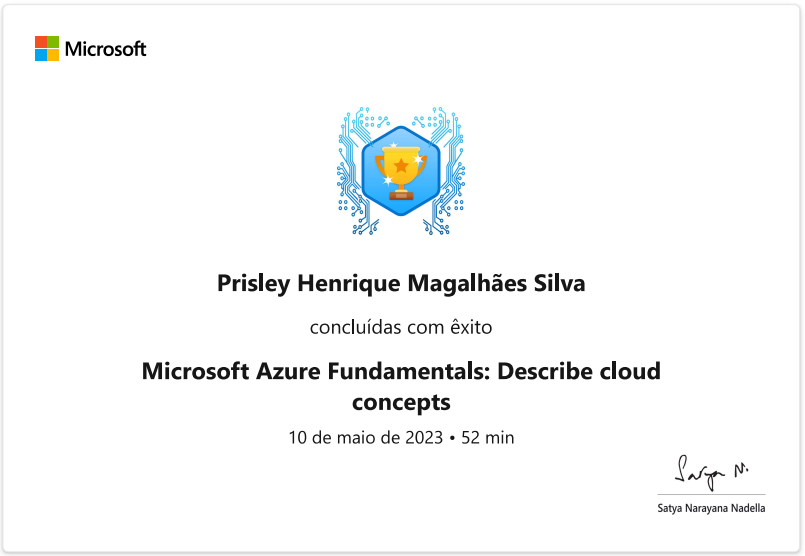 Microsoft
Prisley Henrique Magalhães Silva
concluídas com êxito
Microsoft Azure Fundamentals: Describe cloud
concepts
10 de maio de 2023 • 52 min
Satya N.
Satya Narayana Nadella